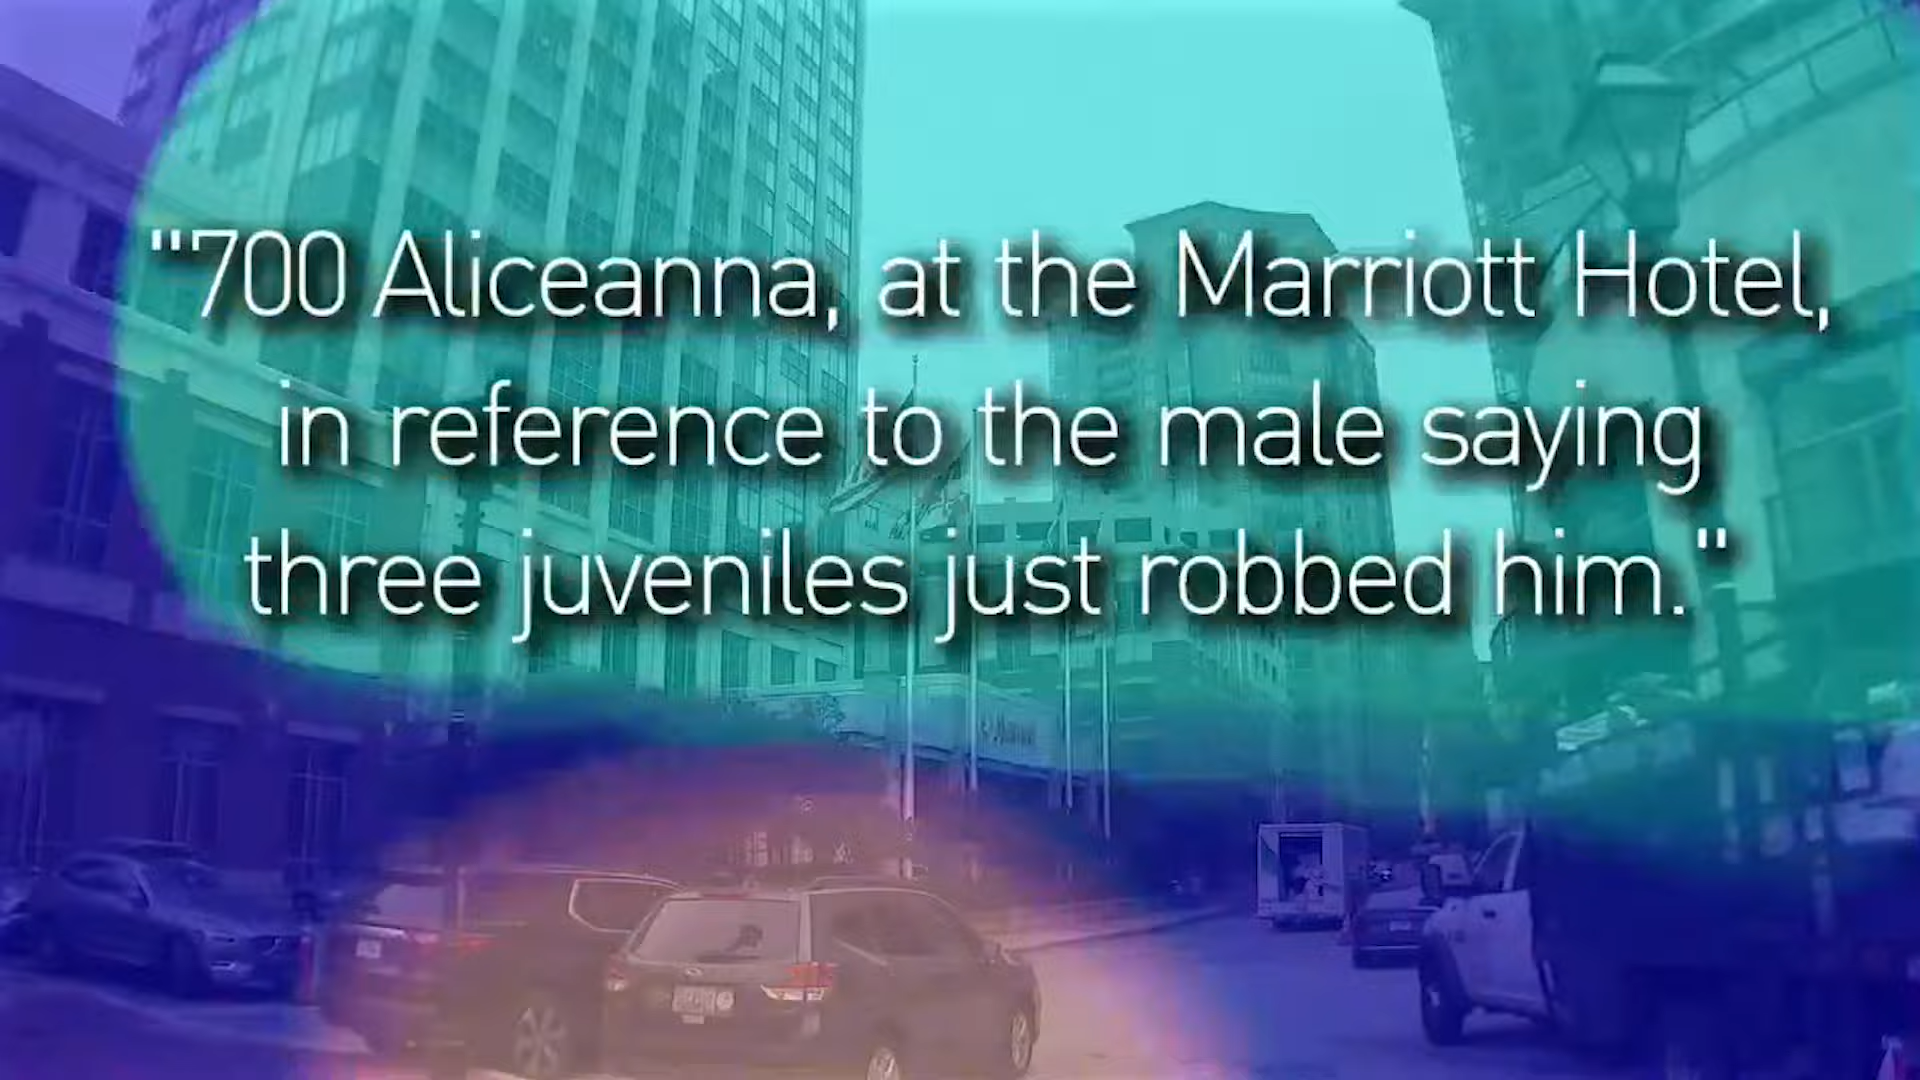 "700 Aliceanna, at the Marriott Hotel,
in reference to the male saying
three juveniles just robbed him."